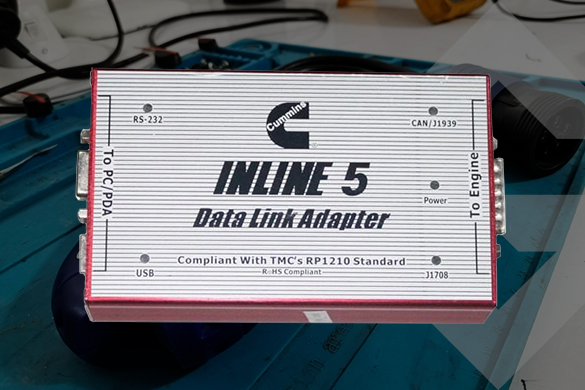 Cummins
RS-232
CAN/J1939
To PC/PDA
To Engine
INLINE 5
Power
Data Link Adapter
Compliant With TMC's RP1210 Standard
RoHS Compliant
USB
J1708